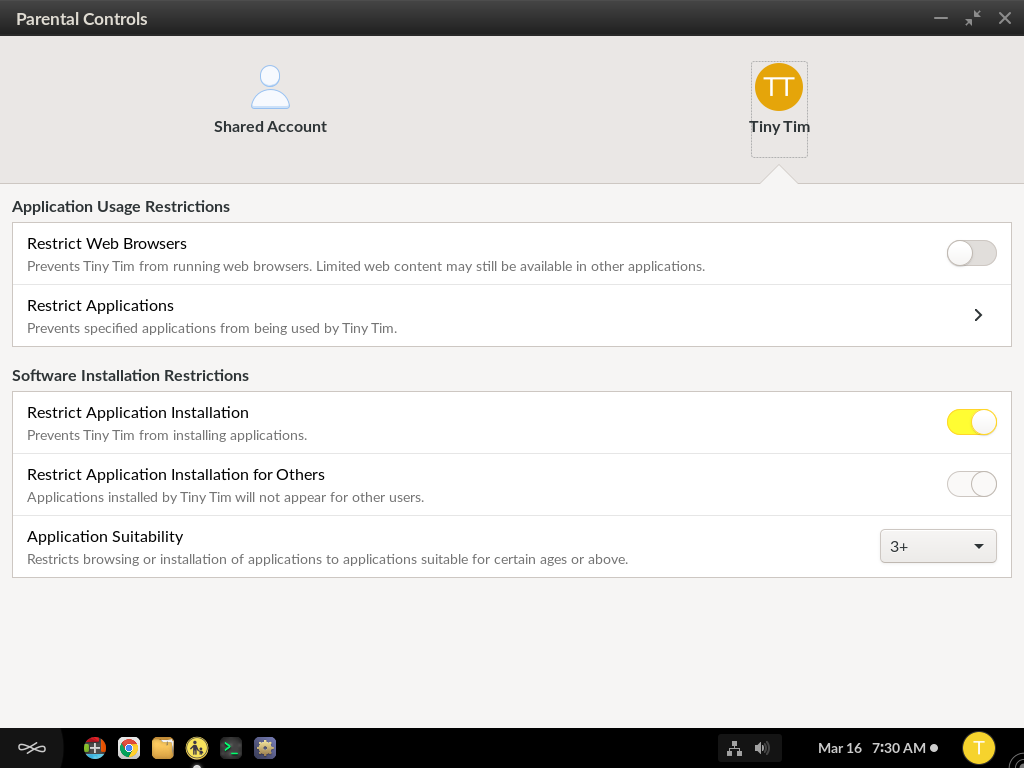 Parental Controls
Shared Account
TT
Tiny Tim
Application Usage Restrictions
Restrict Web Browsers
Prevents Tiny Tim from running web browsers. Limited web content may still be available in other applications.
Restrict Applications
Prevents specified applications from being used by Tiny Tim.
Software Installation Restrictions
Restrict Application Installation
Prevents Tiny Tim from installing applications.
Restrict Application Installation for Others
Applications installed by Tiny Tim will not appear for other users.
Application Suitability
3+
Restricts browsing or installation of applications to applications suitable for certain ages or above.
Mar 16 7:30 AM
T